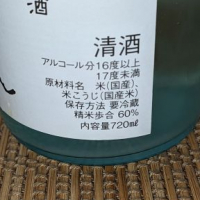 酒
清酒
アルコール分16度以上
17度未満
原材料名 米(国産)、
米こうじ(国産米)
保存方法 要冷蔵
精米歩合 60%
内容量720ml